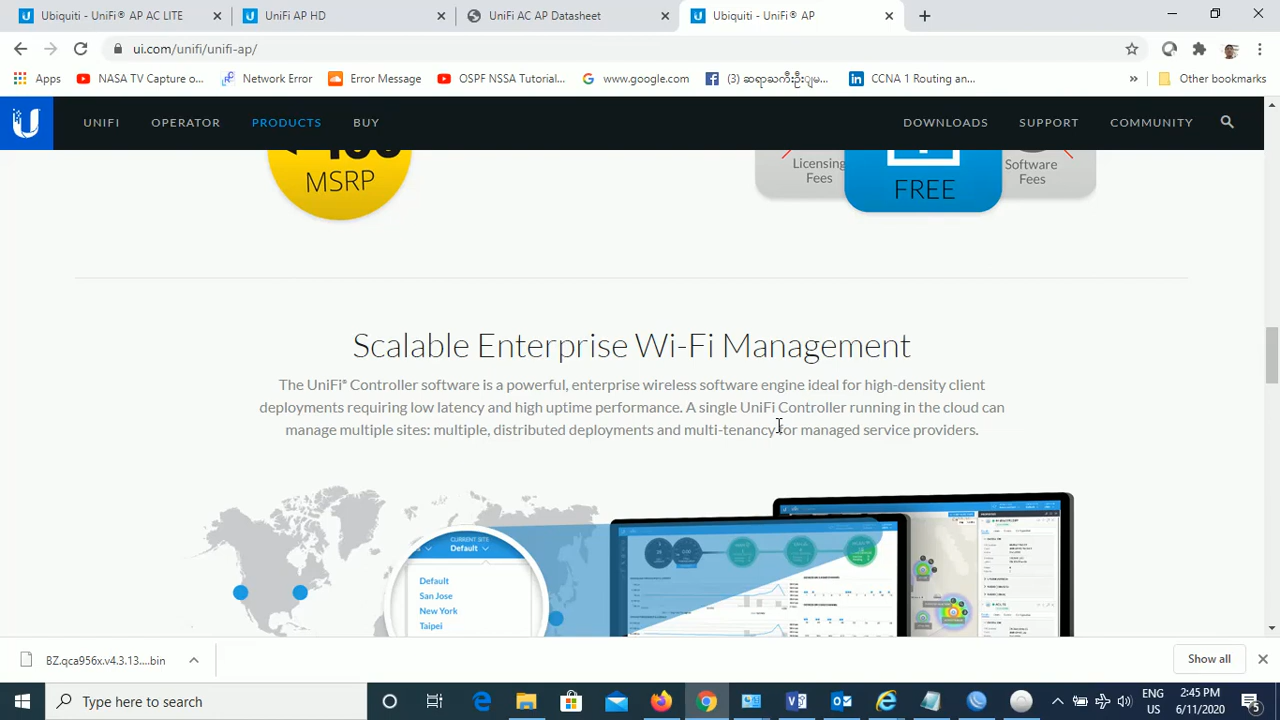 Ubiquiti - UniFi® AP AC LITE
UniFi AP HD
UniFi AC AP Datasheet
Ubiquiti - UniFi® AP
ui.com/unifi/unifi-ap/
Apps
NASA TV Capture o...
Network Error
Error Message
OSPF NSSA Tutorial...
www.google.com
CCNA 1 Routing an...
»
Other bookmarks
UNIFI
OPERATOR
PRODUCTS
BUY
DOWNLOADS
SUPPORT
COMMUNITY
MSRP
Licensing
Fees
FREE
Software
Fees
Scalable Enterprise Wi-Fi Management
The UniFi® Controller software is a powerful, enterprise wireless software engine ideal for high-density client
deployments requiring low latency and high uptime performance. A single UniFi Controller running in the cloud can
manage multiple sites: multiple, distributed deployments and multi-tenancy for managed service providers.
CURRENT SITE
Default
Default
San Jose
New York
Taipei
BZ.qca956x.v4.3.13....bin
Show all
Type here to search
ENG
US
2:45 PM
6/11/2020
5